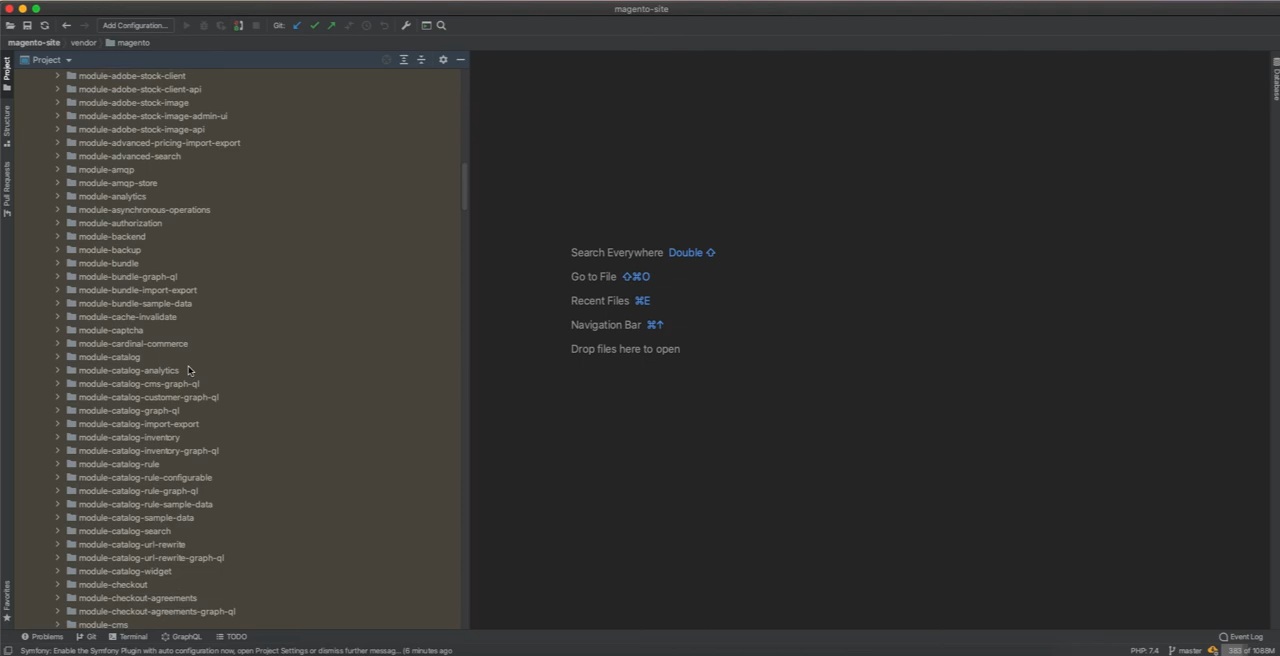 magento-site
Add Configuration...
Git:
magento-site
vendor
magento
Project
Project
module-adobe-stock-client
module-adobe-stock-client-api
module-adobe-stock-image
module-adobe-stock-image-admin-ui
module-adobe-stock-image-api
module-advanced-pricing-import-export
module-advanced-search
module-amqp
module-amqp-store
module-analytics
module-asynchronous-operations
module-authorization
module-backend
module-backup
module-bundle
module-bundle-graph-ql
module-bundle-import-export
module-bundle-sample-data
module-cache-invalidate
module-captcha
module-cardinal-commerce
module-catalog
module-catalog-analytics
module-catalog-cms-graph-ql
module-catalog-customer-graph-ql
module-catalog-graph-ql
module-catalog-import-export
module-catalog-inventory
module-catalog-inventory-graph-ql
module-catalog-rule
module-catalog-rule-configurable
module-catalog-rule-graph-ql
module-catalog-rule-sample-data
module-catalog-sample-data
module-catalog-search
module-catalog-url-rewrite
module-catalog-url-rewrite-graph-ql
module-catalog-widget
module-checkout
module-checkout-agreements
module-checkout-agreements-graph-ql
module-cms
Structure
Pull Requests
Favorites
Search Everywhere Double ⇧
Go to File ⇧⌘O
Recent Files ⌘E
Navigation Bar ⌘↑
Drop files here to open
Database
Problems
Git
Terminal
GraphQL
TODO
Event Log
Symfony: Enable the Symfony Plugin with auto configuration now, open Project Settings or dismiss further messag... (6 minutes ago
PHP: 7.4
master
383 of 1088M